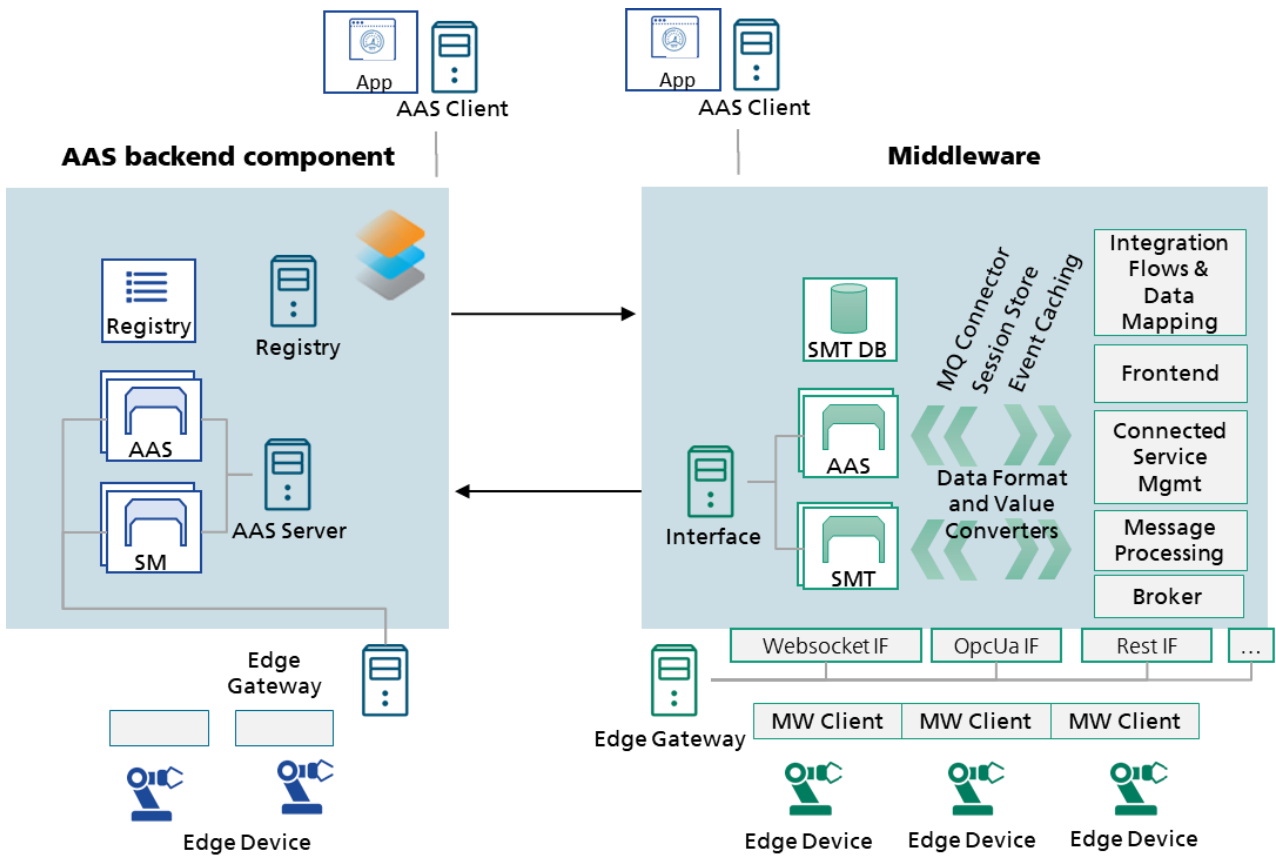 App
AAS Client
App
AAS Client
AAS backend component
Middleware
Registry
Registry
AAS
SM
AAS Server
Edge
Gateway
Edge Device
SMT DB
AAS
SMT
Interface
MQ Connector
Session Store
Event Caching
Data Format
and Value
Converters
Integration
Flows &
Data
Mapping
Frontend
Connected
Service
Mgmt
Message
Processing
Broker
Websocket IF
OpcUa IF
Rest IF
...
Edge Gateway
MW Client
MW Client
MW Client
Edge Device
Edge Device
Edge Device